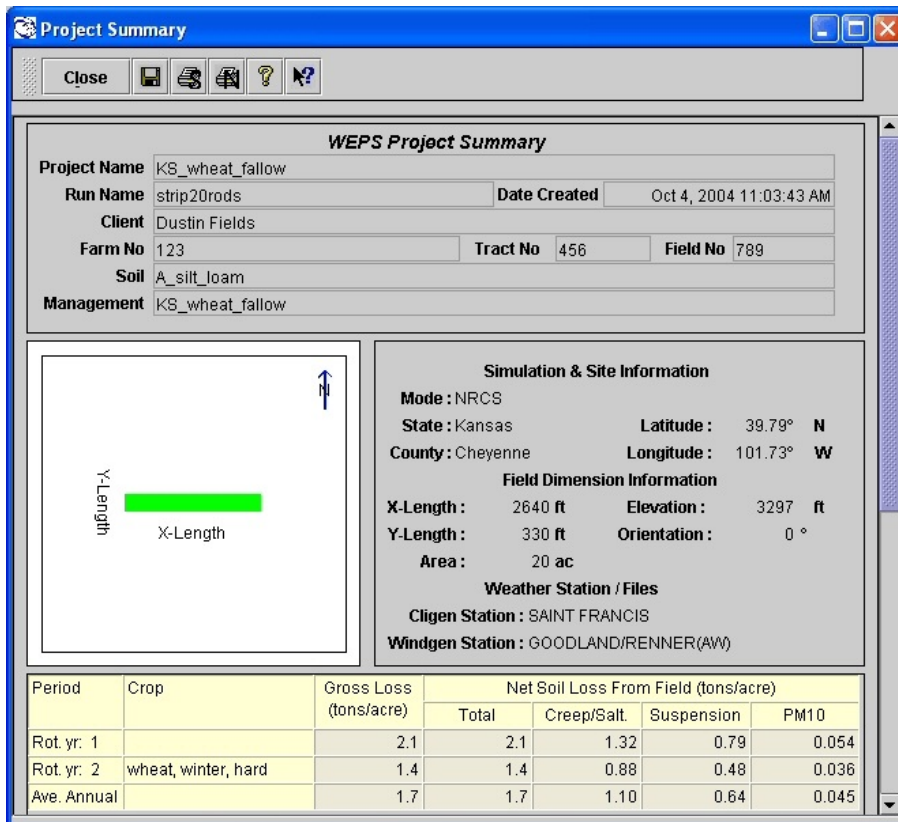 Project Summary
Close
WEPS Project Summary
Project Name KS_wheat_fallow
Run Name strip20rods Date Created Oct 4, 2004 11:03:43 AM
Client Dustin Fields
Farm No 123 Tract No 456 Field No 789
Soil A_silt_loam
Management KS_wheat_fallow
N
Y-Length
X-Length
Simulation & Site Information
Mode : NRCS
State : Kansas Latitude : 39.79° N
County : Cheyenne Longitude : 101.73° W
Field Dimension Information
X-Length : 2640 ft Elevation : 3297 ft
Y-Length : 330 ft Orientation : 0 °
Area : 20 ac
Weather Station / Files
Cligen Station : SAINT FRANCIS
Windgen Station : GOODLAND/RENNER(AW)
Period Crop Gross Loss (tons/acre) Net Soil Loss From Field (tons/acre)
Total Creep/Salt. Suspension PM10
Rot. yr: 1 2.1 2.1 1.32 0.79 0.054
Rot. yr: 2 wheat, winter, hard 1.4 1.4 0.88 0.48 0.036
Ave. Annual 1.7 1.7 1.10 0.64 0.045